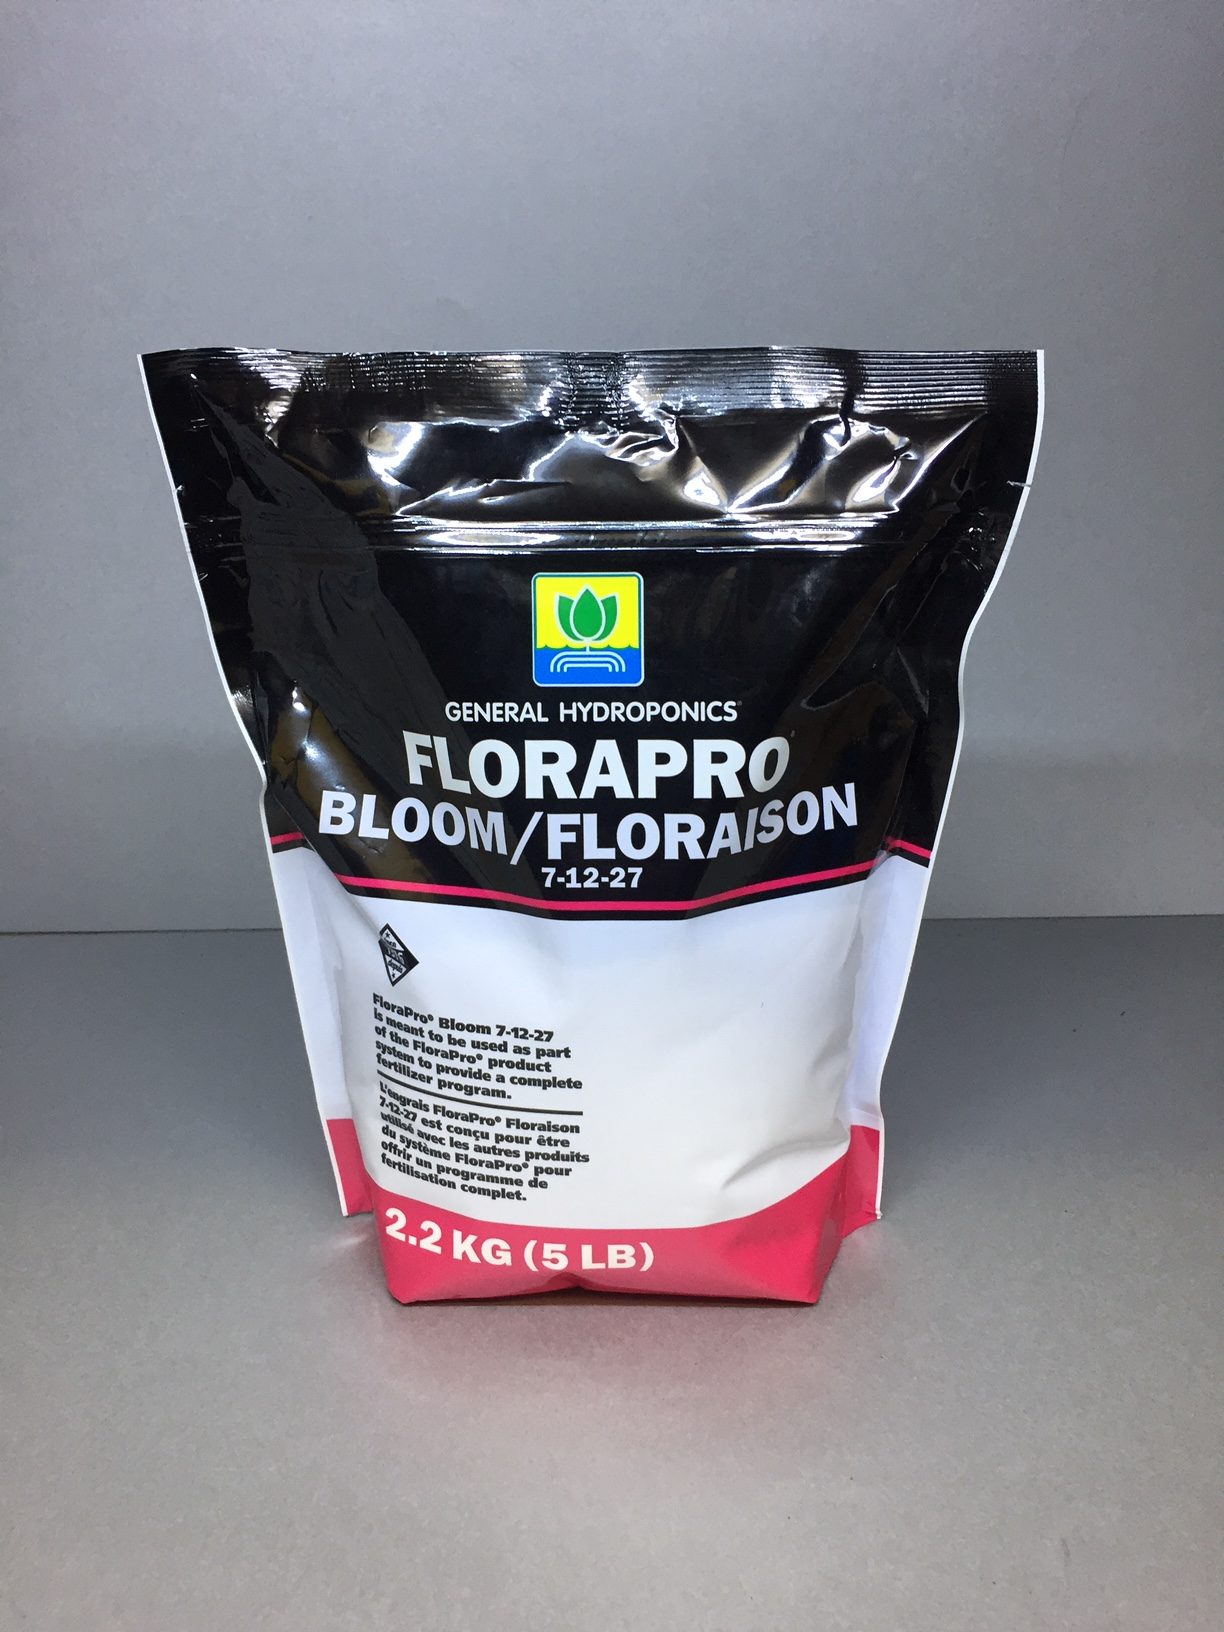 GENERAL HYDROPONICS
FLORAPRO
BLOOM/FLORAISON
7-12-27
FloraPro® Bloom 7-12-27
is meant to be used as part
of the FloraPro® product
system to provide a complete
fertilizer program.
L'engrais FloraPro® Floraison
7-12-27 est conçu pour être
utilisé avec les autres produits
du système FloraPro® pour
offrir un programme de
fertilisation complet.
2.2 KG (5 LB)